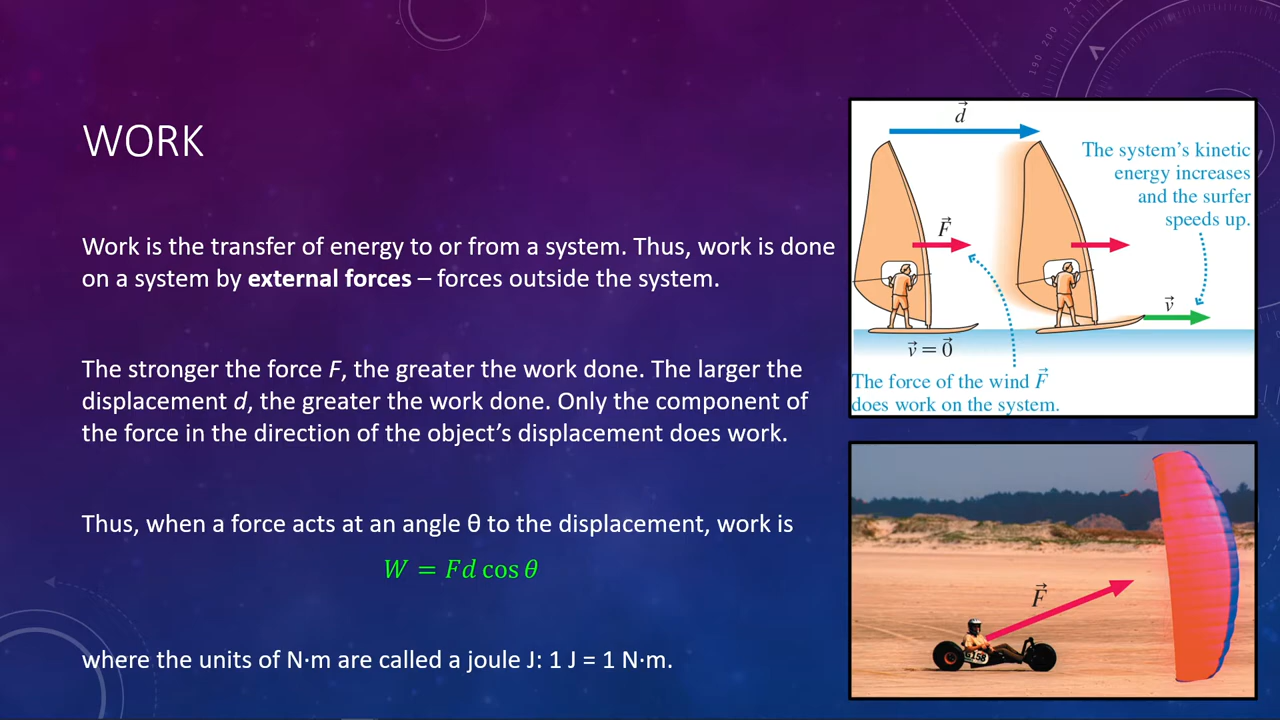 WORK
Work is the transfer of energy to or from a system. Thus, work is done
on a system by external forces – forces outside the system.
The stronger the force F, the greater the work done. The larger the
displacement d, the greater the work done. Only the component of
the force in the direction of the object’s displacement does work.
Thus, when a force acts at an angle θ to the displacement, work is
W = Fd cos θ
where the units of N·m are called a joule J: 1 J = 1 N·m.
d⃗
The system’s kinetic
energy increases
and the surfer
speeds up.
F⃗
v⃗
v⃗ = 0⃗
The force of the wind F⃗
does work on the system.
F⃗
158
190 200 21